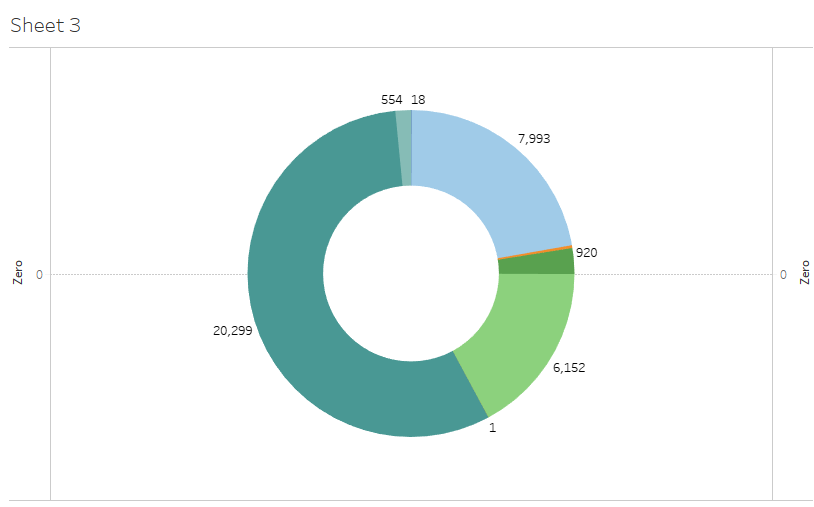 Sheet 3
554 18
7,993
920
Zero 0
0 Zero
20,299
6,152
1